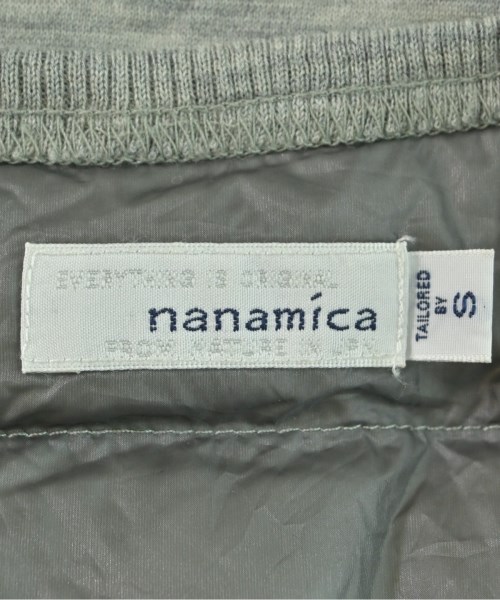 EVERYTHING IS ORIGINAL
nanamica
FROM NATURE IN JPN.
TAILORED
BY
S